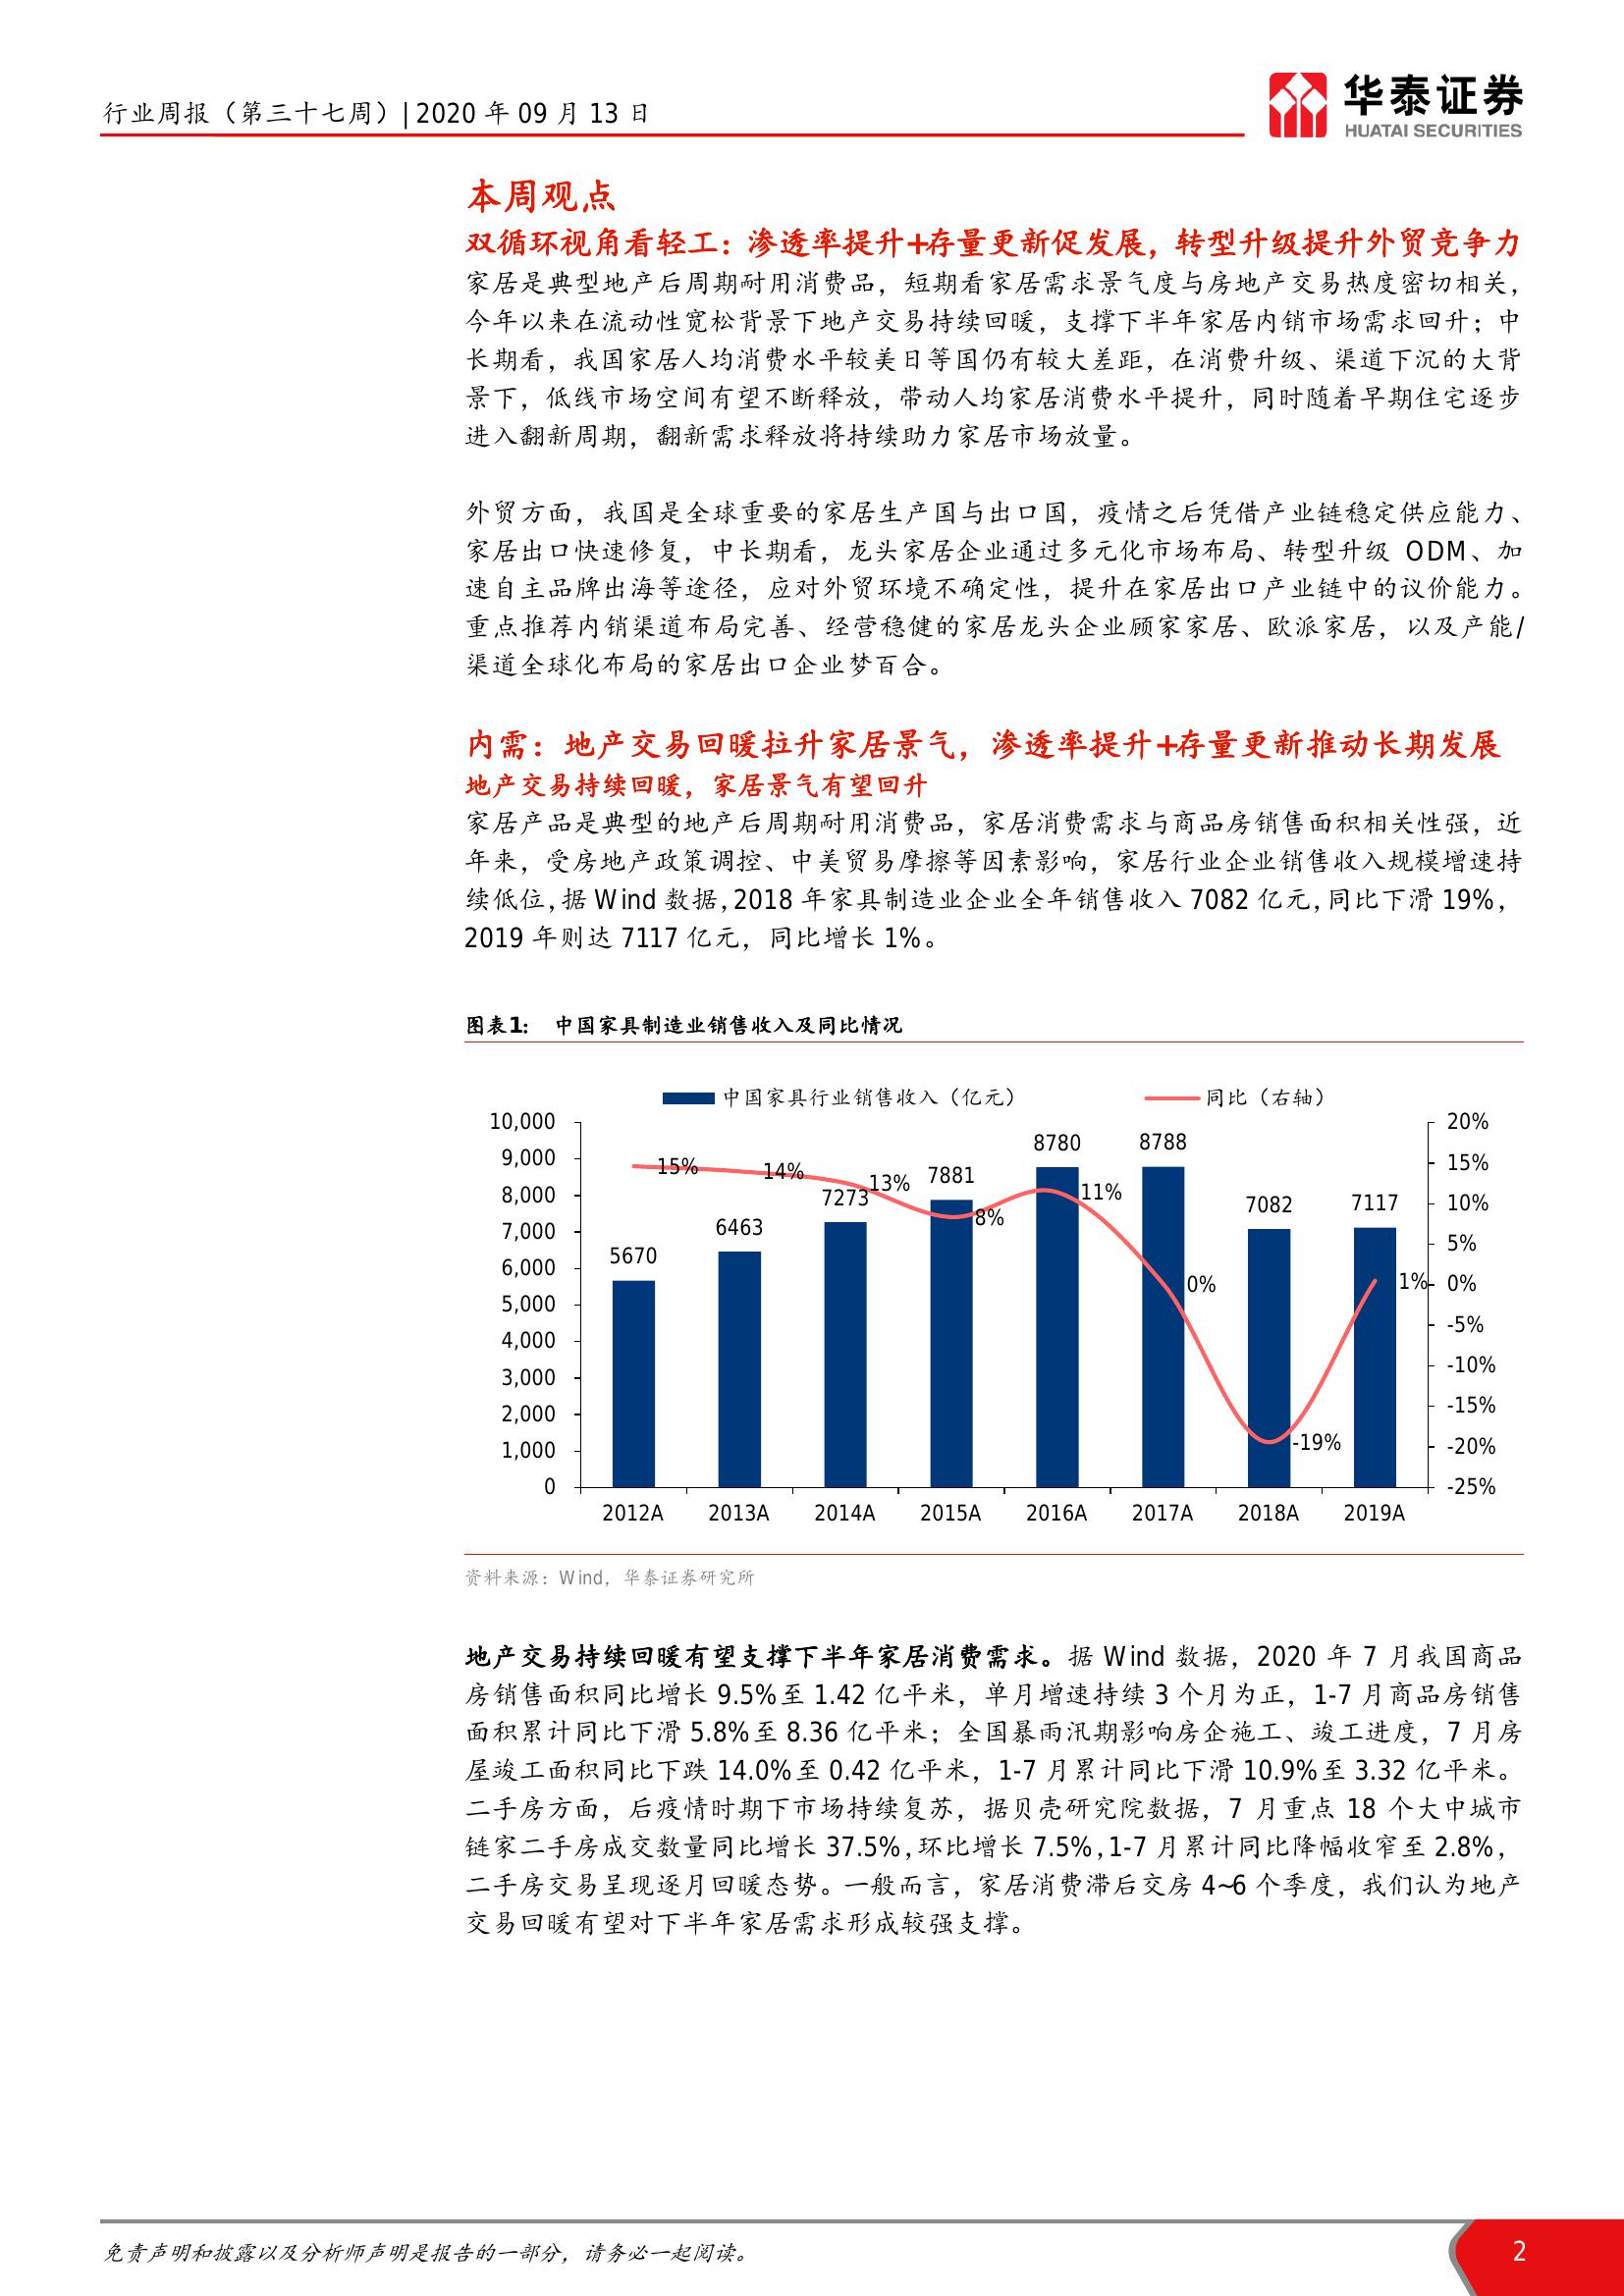 行业周报（第三十七周）|2020 年 09 月 13 日
华泰证券
HUATAI SECURITIES
本周观点
双循环视角看轻工：渗透率提升+存量更新促发展，转型升级提升外贸竞争力
家居是典型地产后周期耐用消费品，短期看家居需求景气度与房地产交易热度密切相关，
今年以来在流动性宽松背景下地产交易持续回暖，支撑下半年家居内销市场需求回升；中
长期看，我国家居人均消费水平较美日等国仍有较大差距，在消费升级、渠道下沉的大背
景下，低线市场空间有望不断释放，带动人均家居消费水平提升，同时随着早期住宅逐步
进入翻新周期，翻新需求释放将持续助力家居市场放量。
外贸方面，我国是全球重要的家居生产国与出口国，疫情之后凭借产业链稳定供应能力、
家居出口快速修复，中长期看，龙头家居企业通过多元化市场布局、转型升级 ODM、加
速自主品牌出海等途径，应对外贸环境不确定性，提升在家居出口产业链中的议价能力。
重点推荐内销渠道布局完善、经营稳健的家居龙头企业顾家家居、欧派家居，以及产能/
渠道全球化布局的家居出口企业梦百合。
内需：地产交易回暖拉升家居景气，渗透率提升+存量更新推动长期发展
地产交易持续回暖，家居景气有望回升
家居产品是典型的地产后周期耐用消费品，家居消费需求与商品房销售面积相关性强，近
年来，受房地产政策调控、中美贸易摩擦等因素影响，家居行业企业销售收入规模增速持
续低位，据 Wind 数据，2018 年家具制造业企业全年销售收入 7082 亿元，同比下滑 19%，
2019 年则达 7117 亿元，同比增长 1%。
图表1： 中国家具制造业销售收入及同比情况
中国家具行业销售收入（亿元） 同比（右轴）
10,000 9,000 8,000 7,000 6,000 5,000 4,000 3,000 2,000 1,000 0
5670 6463 7273 7881 8780 8788 7082 7117
15% 14% 13% 8% 11% 0% -19% 1%
20% 15% 10% 5% 0% -5% -10% -15% -20% -25%
2012A 2013A 2014A 2015A 2016A 2017A 2018A 2019A
资料来源：Wind，华泰证券研究所
地产交易持续回暖有望支撑下半年家居消费需求。据 Wind 数据，2020 年 7 月我国商品
房销售面积同比增长 9.5%至 1.42 亿平米，单月增速持续 3 个月为正，1-7 月商品房销售
面积累计同比下滑 5.8%至 8.36 亿平米；全国暴雨汛期影响房企施工、竣工进度，7 月房
屋竣工面积同比下跌 14.0%至 0.42 亿平米，1-7 月累计同比下滑 10.9%至 3.32 亿平米。
二手房方面，后疫情时期下市场持续复苏，据贝壳研究院数据，7 月重点 18 个大中城市
链家二手房成交数量同比增长 37.5%，环比增长 7.5%，1-7 月累计同比降幅收窄至 2.8%，
二手房交易呈现逐月回暖态势。一般而言，家居消费滞后交房 4~6 个季度，我们认为地产
交易回暖有望对下半年家居需求形成较强支撑。
免责声明和披露以及分析师声明是报告的一部分，请务必一起阅读。
2